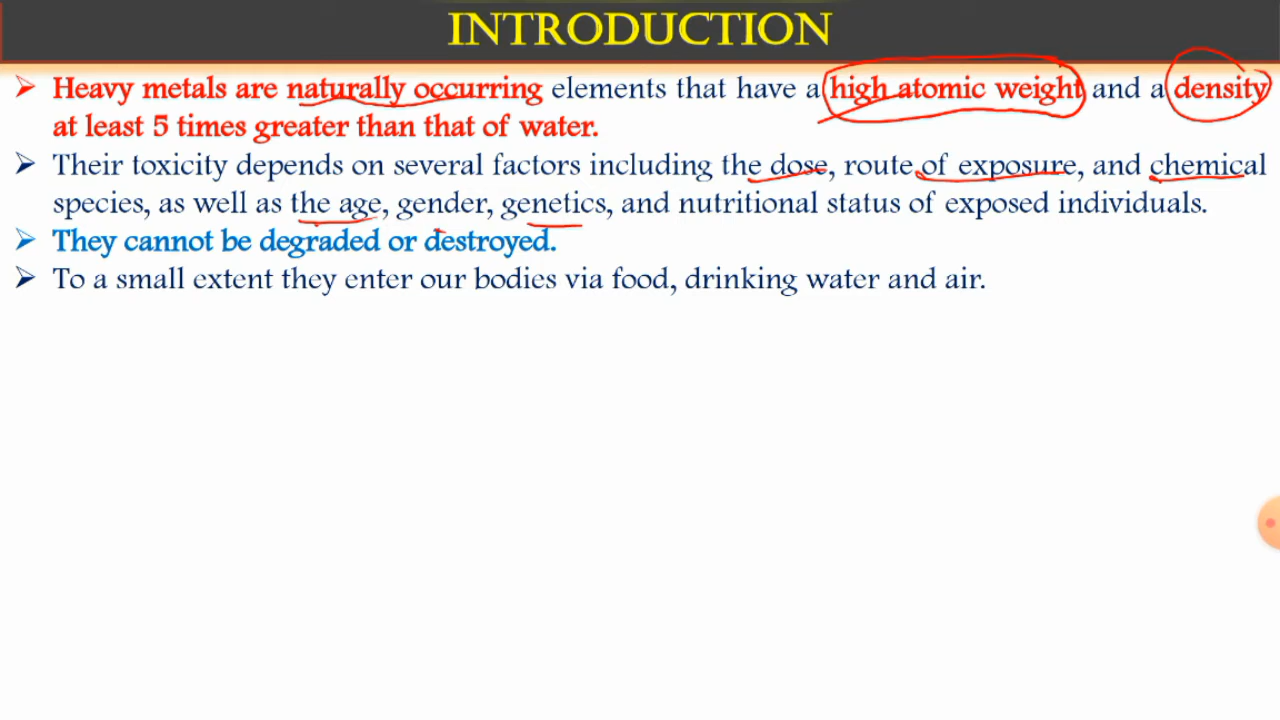 INTRODUCTION
➢ Heavy metals are naturally occurring elements that have a high atomic weight and a density
at least 5 times greater than that of water.
➢ Their toxicity depends on several factors including the dose, route of exposure, and chemical
species, as well as the age, gender, genetics, and nutritional status of exposed individuals.
➢ They cannot be degraded or destroyed.
➢ To a small extent they enter our bodies via food, drinking water and air.